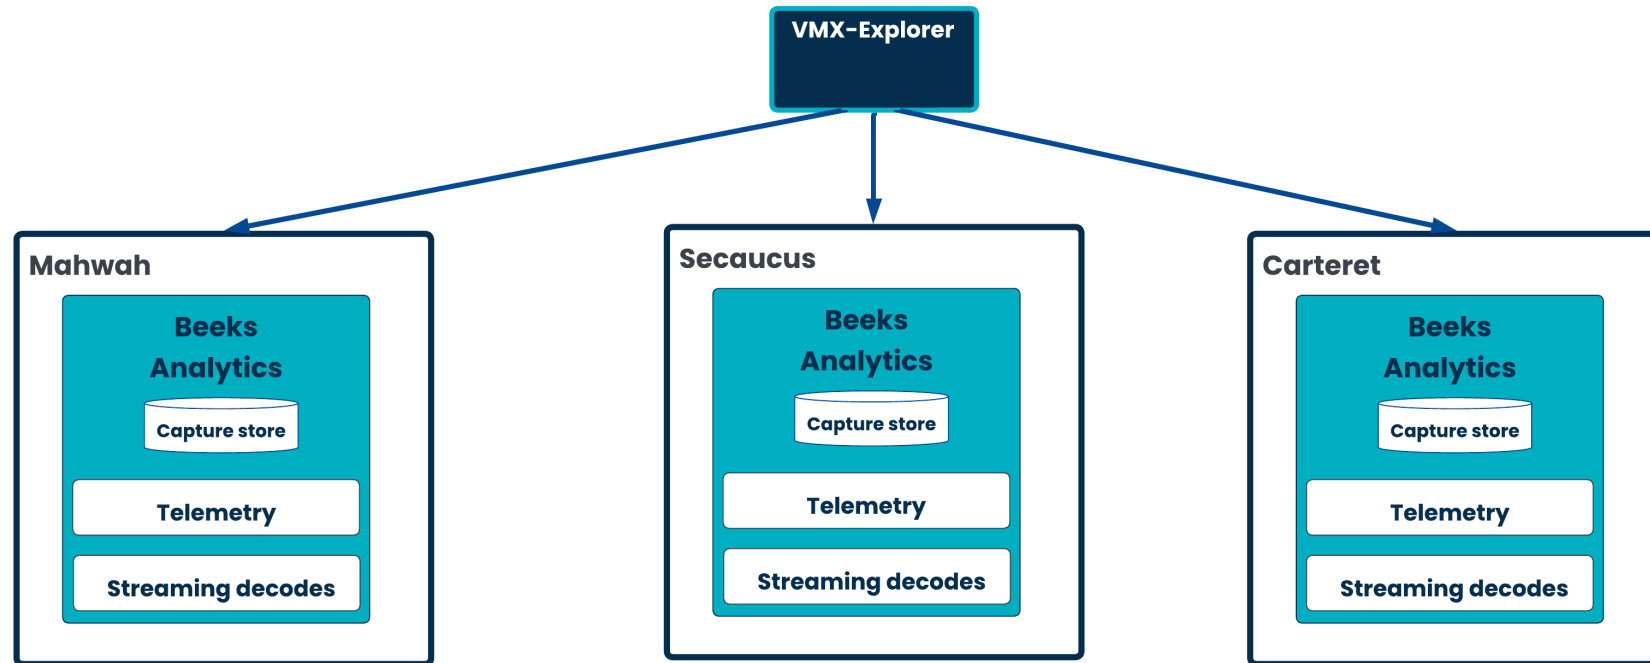 VMX-Explorer
Mahwah
Beeks
Analytics
Capture store
Telemetry
Streaming decodes
Secaucus
Beeks
Analytics
Capture store
Telemetry
Streaming decodes
Carteret
Beeks
Analytics
Capture store
Telemetry
Streaming decodes